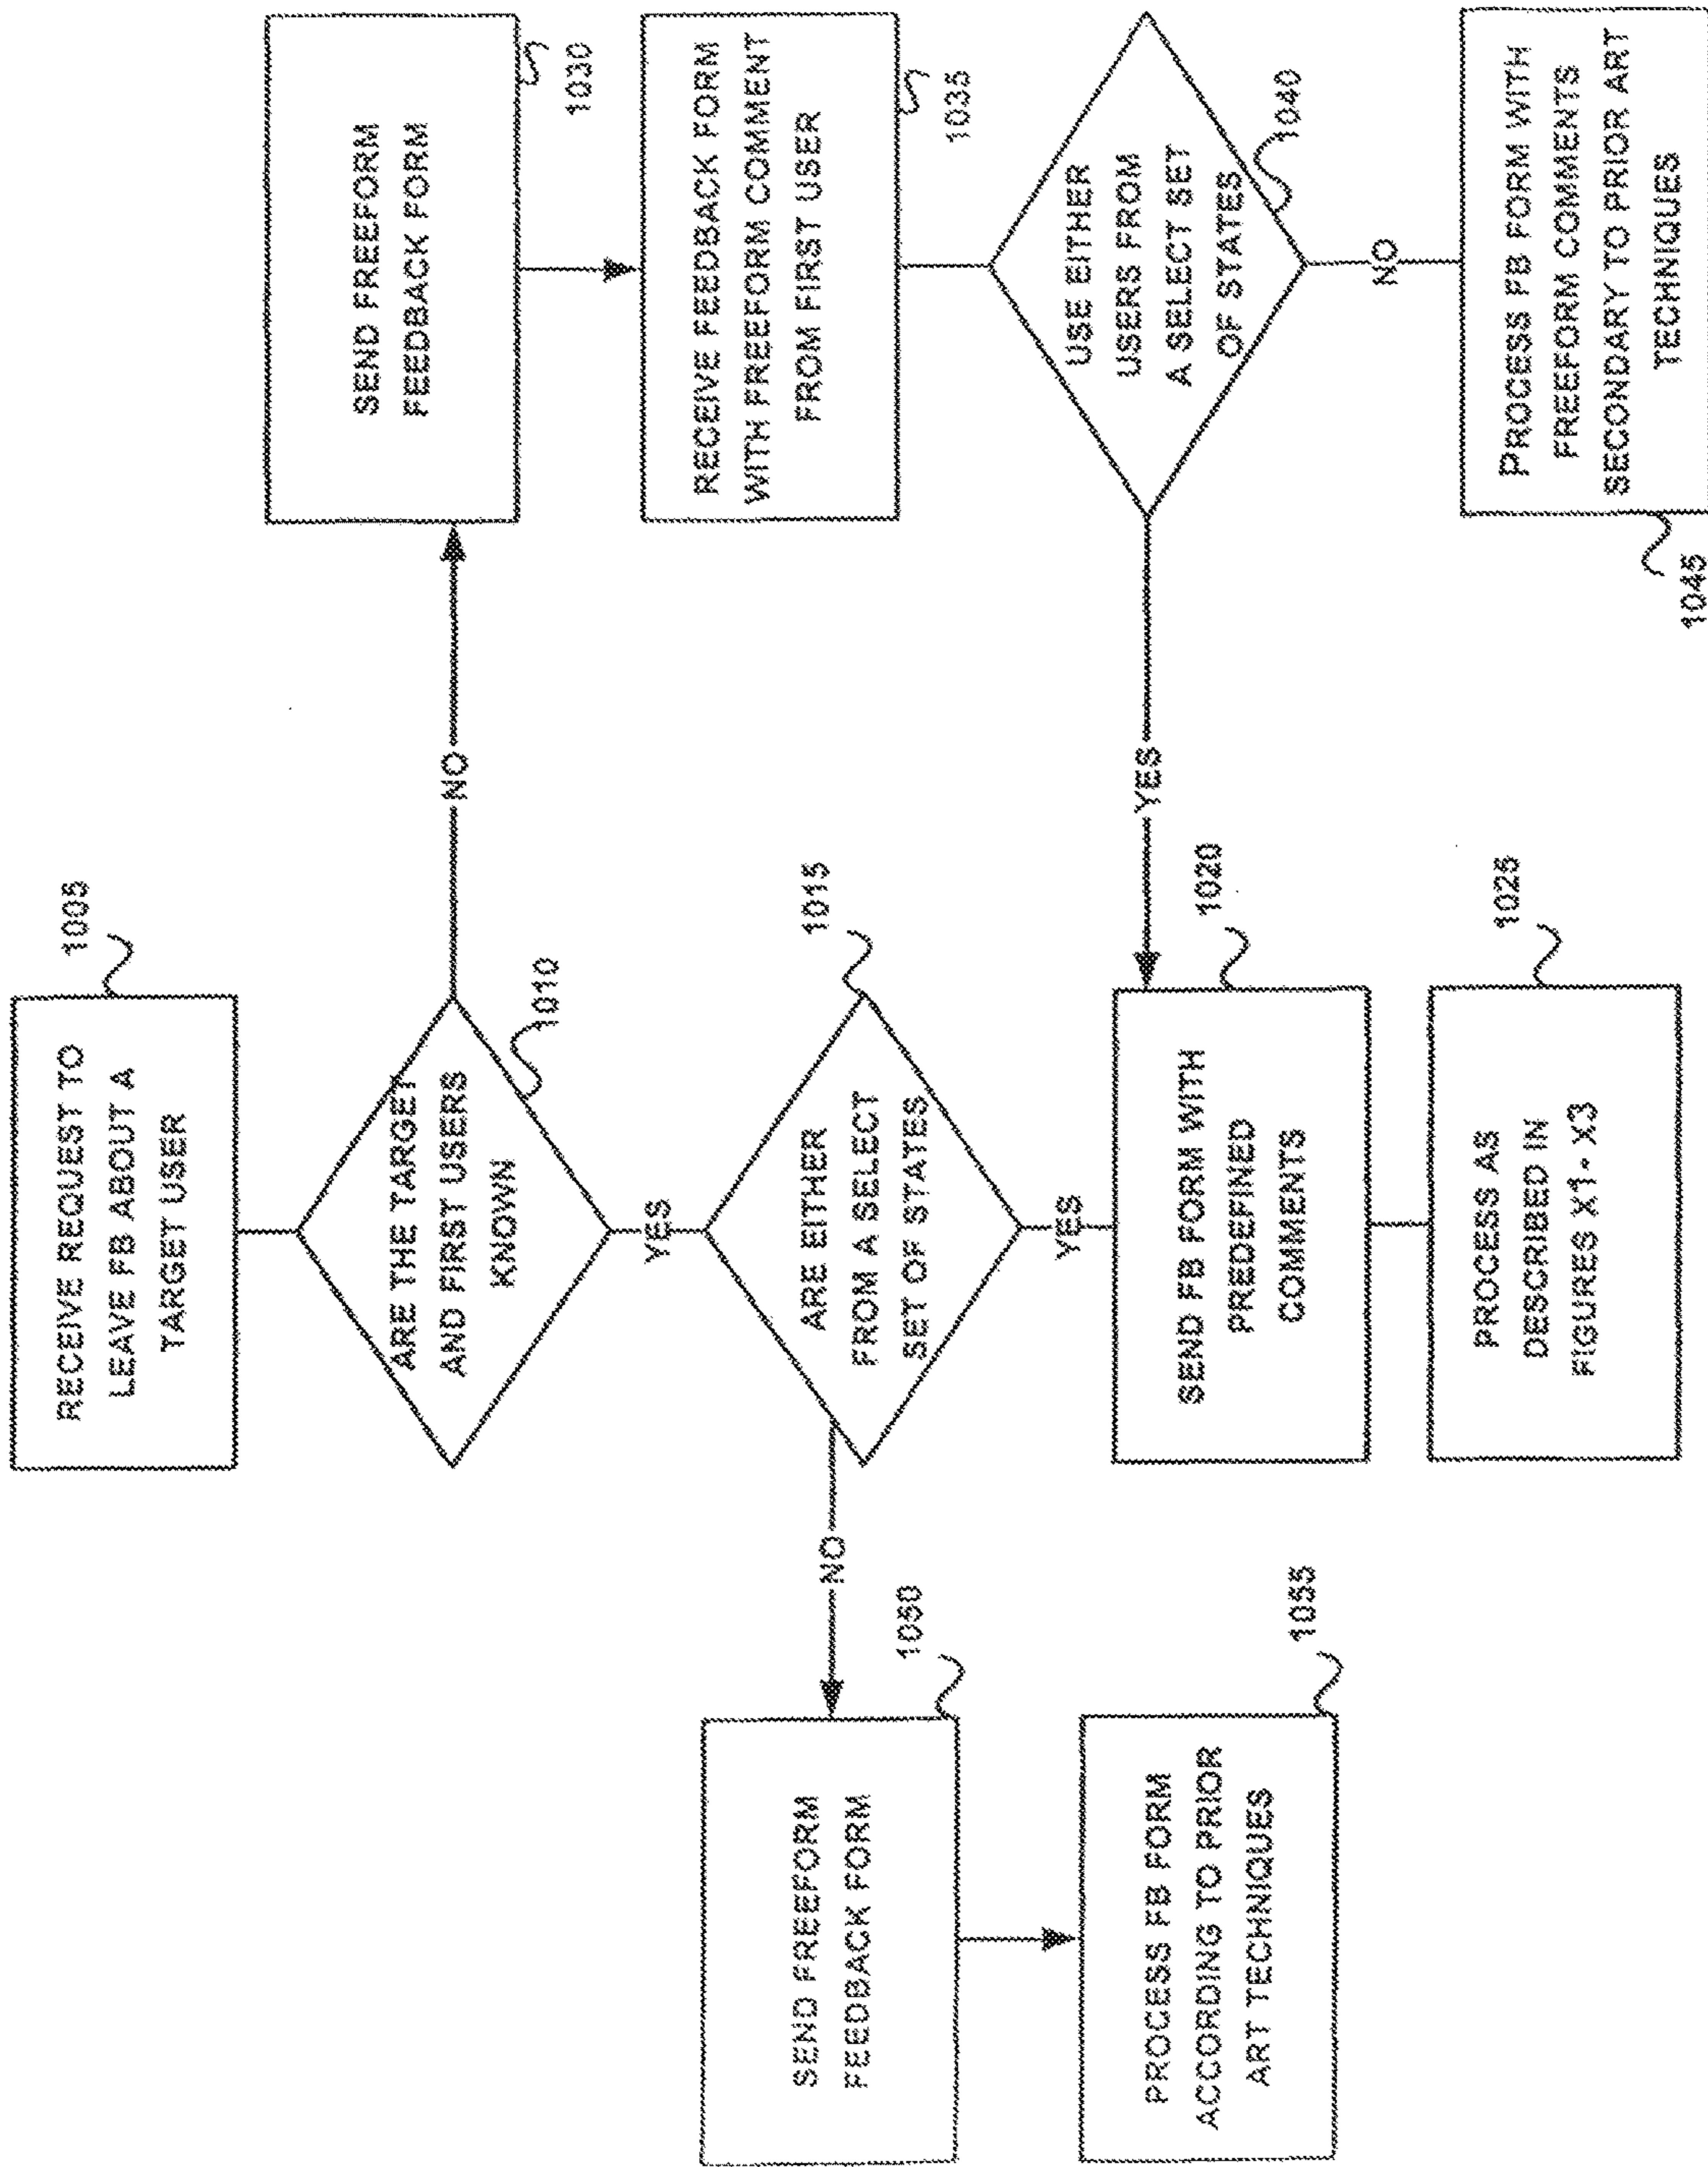 RECEIVE REQUEST TO
LEAVE FB ABOUT A
TARGET USER
1005
ARE THE TARGET
AND FIRST USERS
KNOWN
1010
NO
YES
SEND FREEFORM
FEEDBACK FORM
1030
RECEIVE FEEDBACK FORM
WITH FREEFORM COMMENT
FROM FIRST USER
1035
ARE EITHER
FROM A SELECT
SET OF STATES
1015
NO
YES
USE EITHER
USERS FROM
A SELECT SET
OF STATES
1040
YES
NO
SEND FREEFORM
FEEDBACK FORM
1050
PROCESS FB FORM
ACCORDING TO PRIOR
ART TECHNIQUES
1055
SEND FB FORM WITH
PREDEFINED
COMMENTS
1020
PROCESS AS
DESCRIBED IN
FIGURES X1- X3
1025
PROCESS FB FORM WITH
FREEFORM COMMENTS
SECONDARY TO PRIOR ART
TECHNIQUES
1045